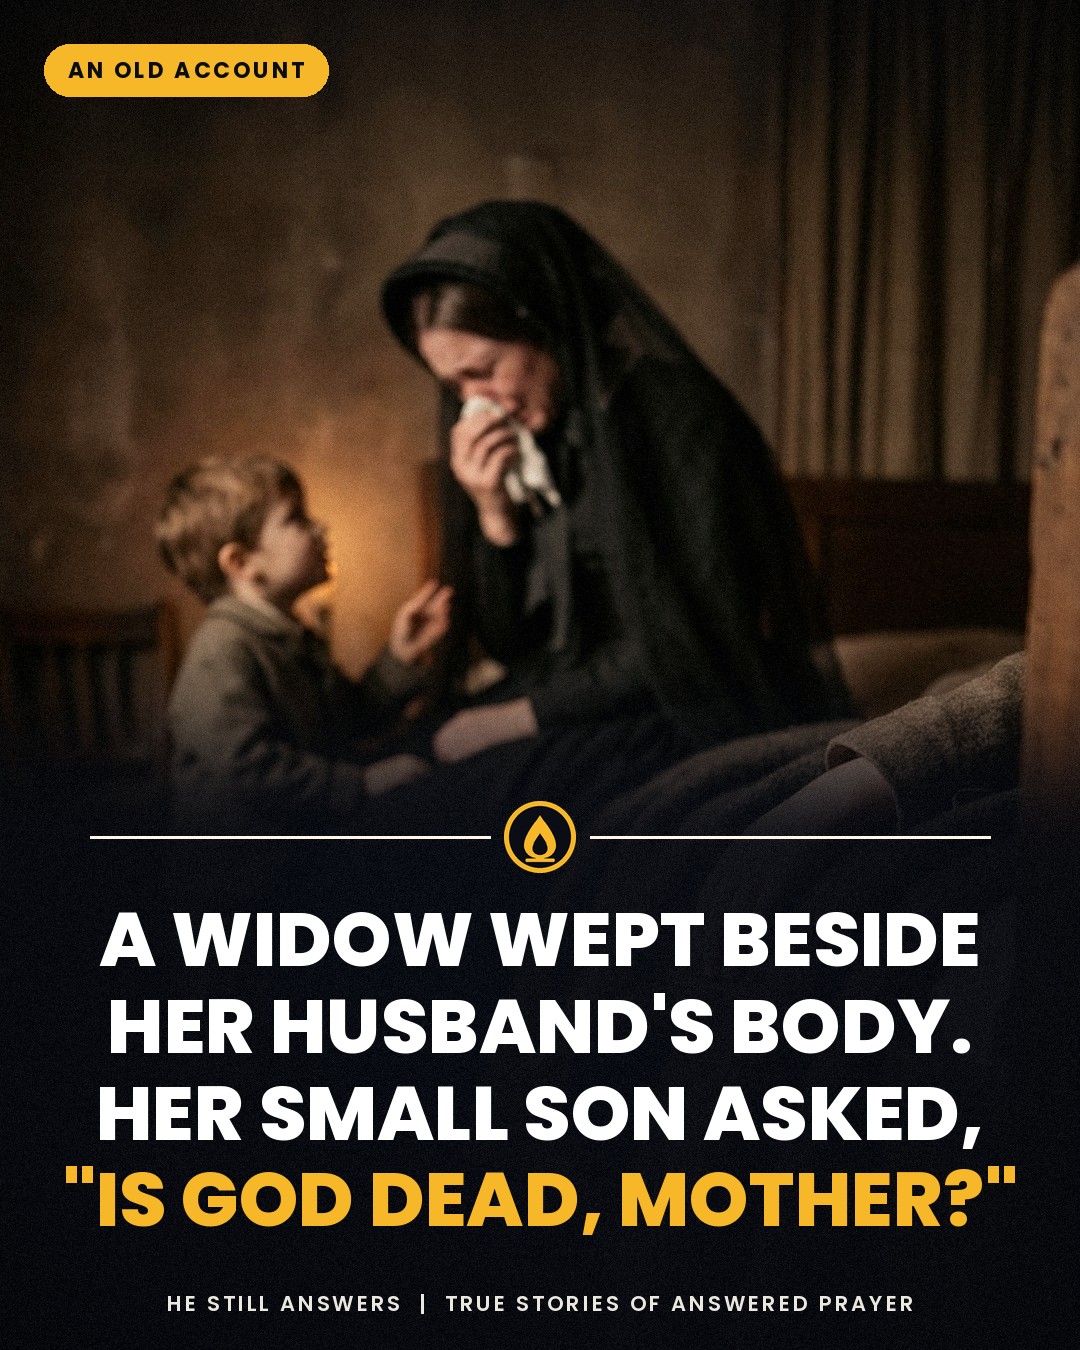 AN OLD ACCOUNT
A WIDOW WEPT BESIDE
HER HUSBAND'S BODY.
HER SMALL SON ASKED,
"IS GOD DEAD, MOTHER?"
HE STILL ANSWERS | TRUE STORIES OF ANSWERED PRAYER